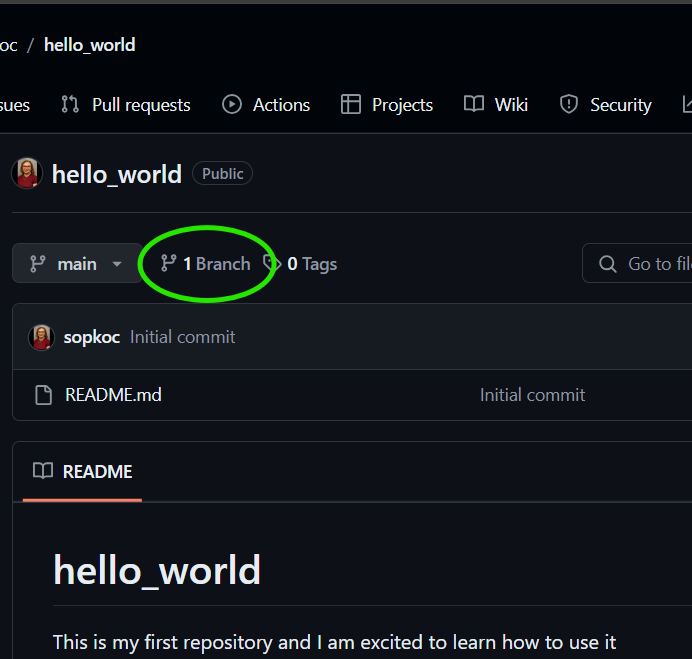 oc / hello_world
sues Pull requests Actions Projects Wiki Security
hello_world Public
main 1 Branch 0 Tags Go to fil
sopkoc Initial commit
README.md Initial commit
README
hello_world
This is my first repository and I am excited to learn how to use it